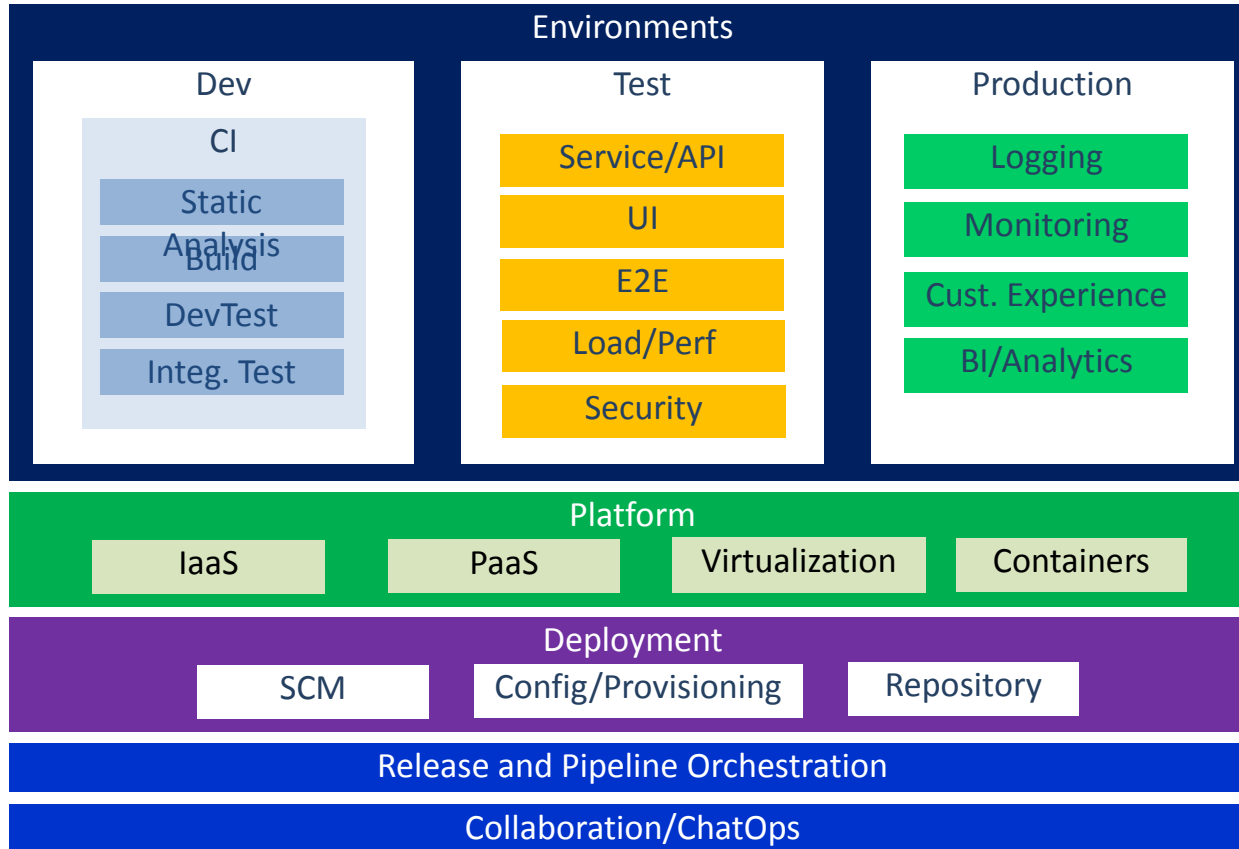 Environments
Dev
CI
Static
Analysis
Build
DevTest
Integ. Test
Test
Service/API
UI
E2E
Load/Perf
Security
Production
Logging
Monitoring
Cust. Experience
BI/Analytics
Platform
IaaS
PaaS
Virtualization
Containers
Deployment
SCM
Config/Provisioning
Repository
Release and Pipeline Orchestration
Collaboration/ChatOps